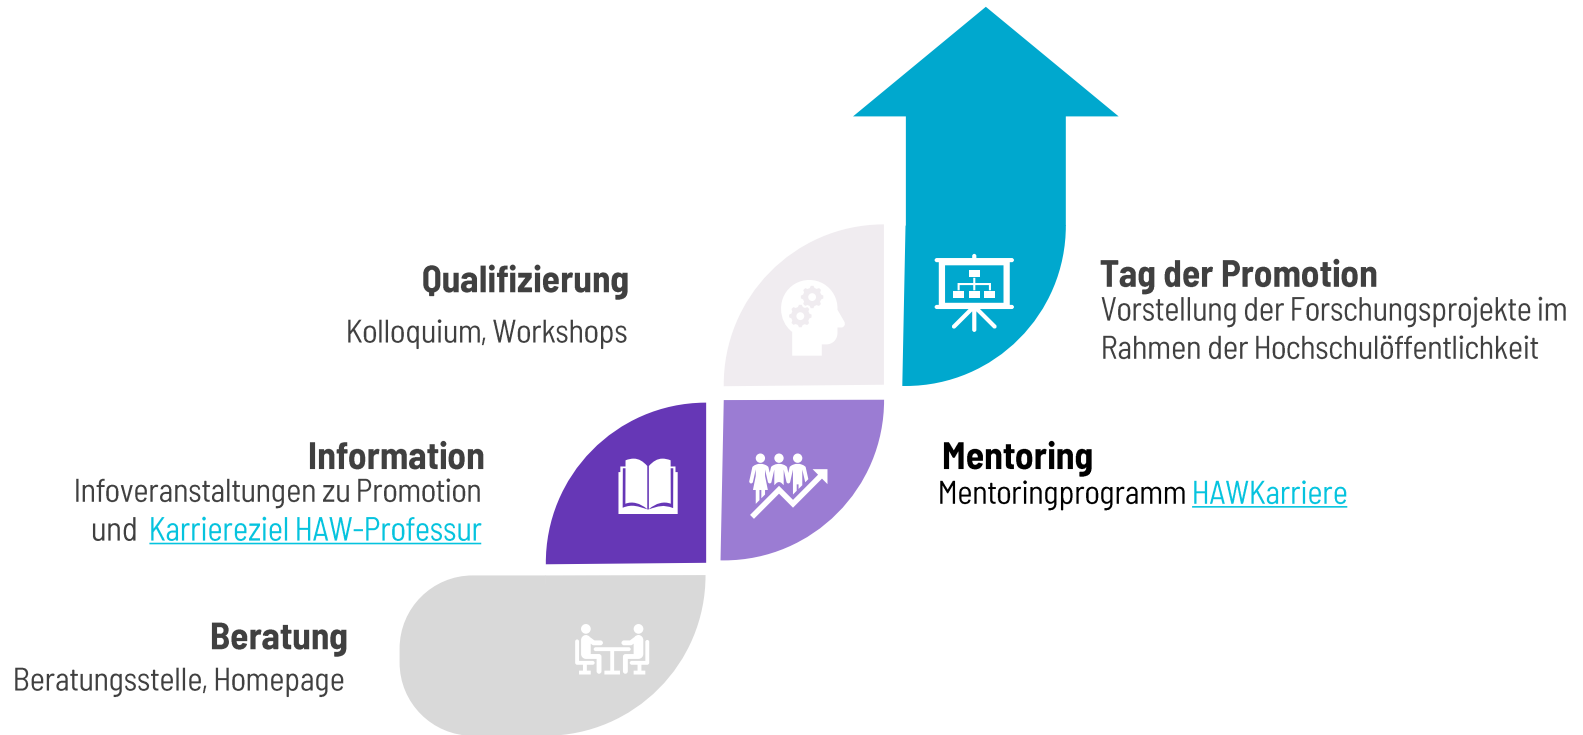 Qualifizierung
Kolloquium, Workshops
Tag der Promotion
Vorstellung der Forschungsprojekte im
Rahmen der Hochschulöffentlichkeit
Information
Infoveranstaltungen zu Promotion
und Karriereziel HAW-Professur
Mentoring
Mentoringprogramm HAWKarriere
Beratung
Beratungsstelle, Homepage